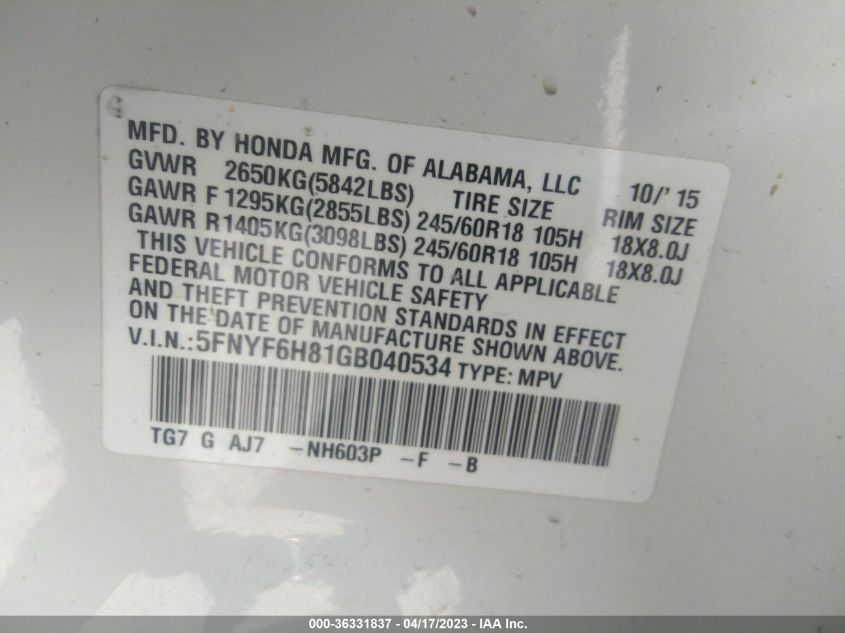 MFD. BY HONDA MFG. OF ALABAMA, LLC 10/'15
GVWR 2650KG(5842LBS) TIRE SIZE RIM SIZE
GAWR F 1295KG(2855LBS) 245/60R18 105H 18X8.0J
GAWR R1405KG(3098LBS) 245/60R18 105H 18X8.0J
THIS VEHICLE CONFORMS TO ALL APPLICABLE
FEDERAL MOTOR VEHICLE SAFETY
AND THEFT PREVENTION STANDARDS IN EFFECT
ON THE DATE OF MANUFACTURE SHOWN ABOVE.
V.I.N.:5FNYF6H81GB040534 TYPE: MPV
TG7 G AJ7 -NH603P -F -B
000-36331837 - 04/17/2023 - IAA Inc.